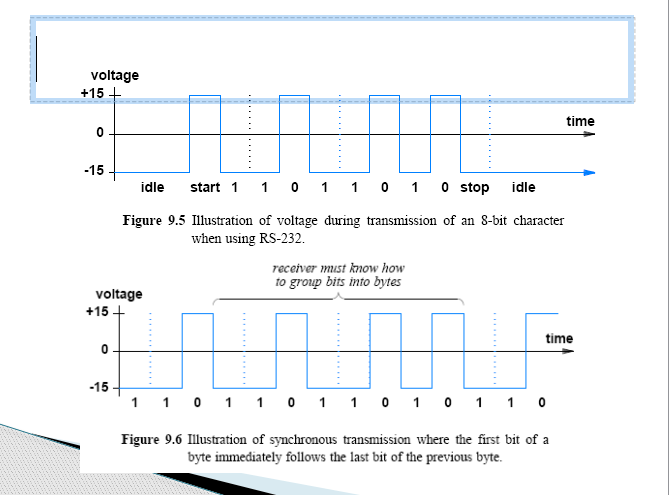 voltage
+15
time
0
-15
idle start 1 1 0 1 1 0 1 0 stop idle
Figure 9.5 Illustration of voltage during transmission of an 8-bit character
when using RS-232.
receiver must know how
to group bits into bytes
voltage
+15
time
0
-15
1 1 0 1 1 0 1 1 0 1 0 1 1 0
Figure 9.6 Illustration of synchronous transmission where the first bit of a
byte immediately follows the last bit of the previous byte.